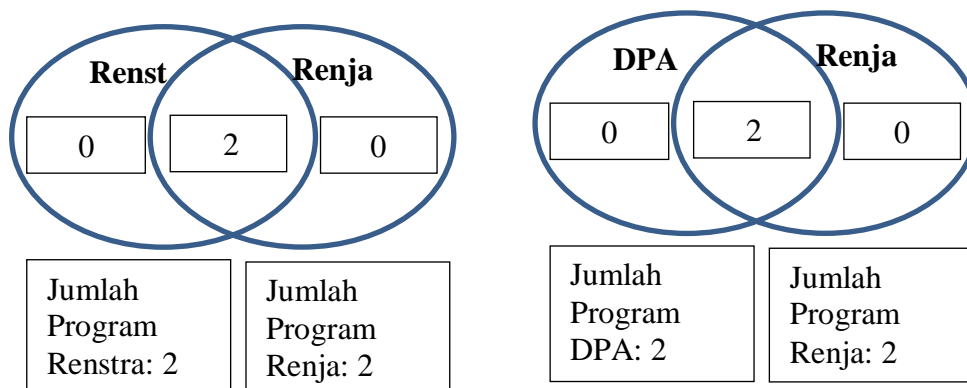 Renst Renja
0 2 0
Jumlah
Program
Renstra: 2
Jumlah
Program
Renja: 2
DPA Renja
0 2 0
Jumlah
Program
DPA: 2
Jumlah
Program
Renja: 2